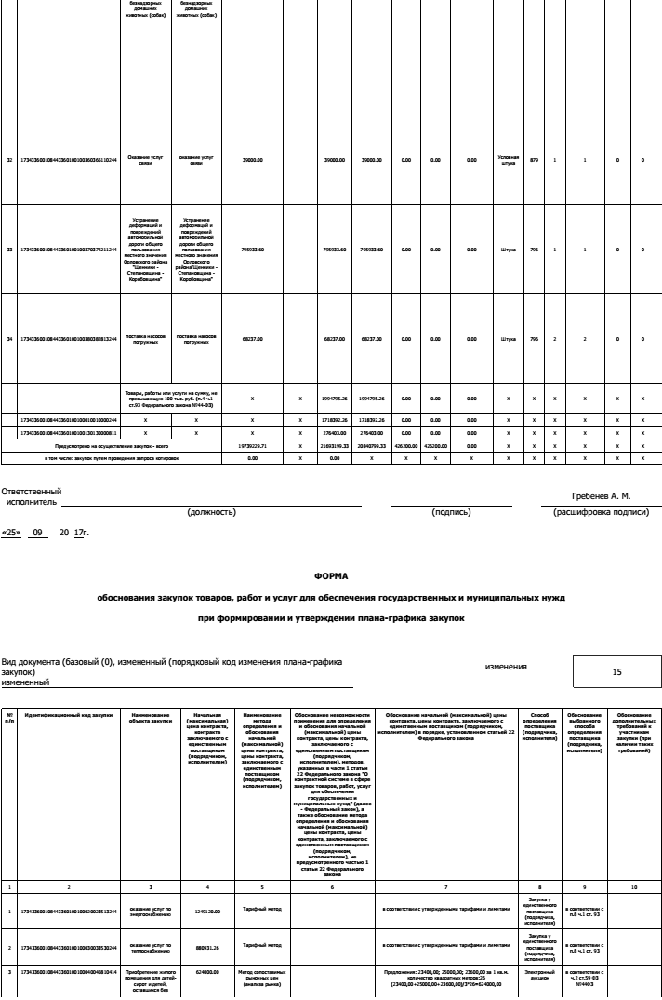 безнадзорных домашних животных (собак) безнадзорных домашних животных (собак)
32 173433600108443360100100360366110244 Оказание услуг связи оказание услуг связи 39000.00 39000.00 39000.00 0.00 0.00 0.00 Условная штука 879 1 1 0 0
33 173433600108443360100100370374211244 Устранение деформаций и повреждений автомобильной дороги общего пользования местного значения Орловского района "Щенники - Степановщина - Коробовщина" Устранение деформаций и повреждений автомобильной дороги общего пользования местного значения Орловского района"Щенники - Степановщина - Коробовщина" 795933.60 795933.60 795933.60 0.00 0.00 0.00 Штука 796 1 1 0 0
34 173433600108443360100100380382813244 поставка насосов погружных поставка насосов погружных 68237.00 68237.00 68237.00 0.00 0.00 0.00 Штука 796 2 2 0 0
Товары, работы или услуги на сумму, не превышающую 100 тыс. руб. (п.4 ч.1 ст.93 Федерального закона №44-ФЗ) X X 1994795.26 1994795.26 0.00 0.00 0.00 X X X X X X
173433600108443360100100010010000244 X X X X 1718392.26 1718392.26 0.00 0.00 0.00 X X X X X X
173433600108443360100100130130000811 X X X X 276403.00 276403.00 0.00 0.00 0.00 X X X X X X
Предусмотрено на осуществление закупок - всего 19739229.71 X 21693199.33 20840799.33 426200.00 426200.00 0.00 X X X X X X
в том числе: закупок путем проведения запроса котировок 0.00 X 0.00 X X X X X X X X X X
Ответственный
исполнитель Гребенев А. М.
(должность) (подпись) (расшифровка подписи)
«25» 09 20 17г.
ФОРМА
обоснования закупок товаров, работ и услуг для обеспечения государственных и муниципальных нужд
при формировании и утверждении плана-графика закупок
Вид документа (базовый (0), измененный (порядковый код изменения плана-графика
закупок)
измененный
изменения 15
№ п/п Идентификационный код закупки Наименование объекта закупки Начальная (максимальная) цена контракта, контракта заключаемого с единственным поставщиком (подрядчиком, исполнителем) Наименование метода определения и обоснования начальной (максимальной) цены контракта, цены контракта, заключаемого с единственным поставщиком (подрядчиком, исполнителем) Обоснование невозможности применения для определения и обоснования начальной (максимальной) цены контракта, цены контракта, заключаемого с единственным поставщиком (подрядчиком, исполнителем), методов, указанных в части 1 статьи 22 Федерального закона "О контрактной системе в сфере закупок товаров, работ, услуг для обеспечения государственных и муниципальных нужд" (далее - Федеральный закон), а также обоснование метода определения и обоснования начальной (максимальной) цены контракта, цены контракта, заключаемого с единственным поставщиком (подрядчиком, исполнителем), не предусмотренного частью 1 статьи 22 Федерального закона Обоснование начальной (максимальной) цены контракта, цены контракта, заключаемого с единственным поставщиком (подрядчиком, исполнителем) в порядке, установленном статьей 22 Федерального закона Способ определения поставщика (подрядчика, исполнителя) Обоснование выбранного способа определения поставщика (подрядчика, исполнителя) Обоснование дополнительных требований к участникам закупки (при наличии таких требований)
1 2 3 4 5 6 7 8 9 10
1 173433600108443360100100020023513244 оказание услуг по энергоснабжению 1249120.00 Тарифный метод в соответствии с утвержденными тарифами и лимитами Закупка у единственного поставщика (подрядчика, исполнителя) в соответствии с п.8 ч.1 ст. 93
2 173433600108443360100100030033530244 оказание услуг по теплоснабжению 880931.26 Тарифный метод в соответствии с утвержденными тарифами и лимитами Закупка у единственного поставщика (подрядчика, исполнителя) в соответствии с п.8 ч.1 ст. 93
3 173433600108443360100100040046810414 Приобретение жилого помещения для детей-сирот и детей, оставшихся без 624000.00 Метод сопоставимых рыночных цен (анализа рынка) Предложения: 23400,00; 25000,00; 23600,00 за 1 кв.м. количество квадратных метров:26 (23400,00+25000,00+23600,00)/3*26=624000,00 Электронный аукцион в соответствии с ч.2 ст.59 ФЗ №44ФЗ